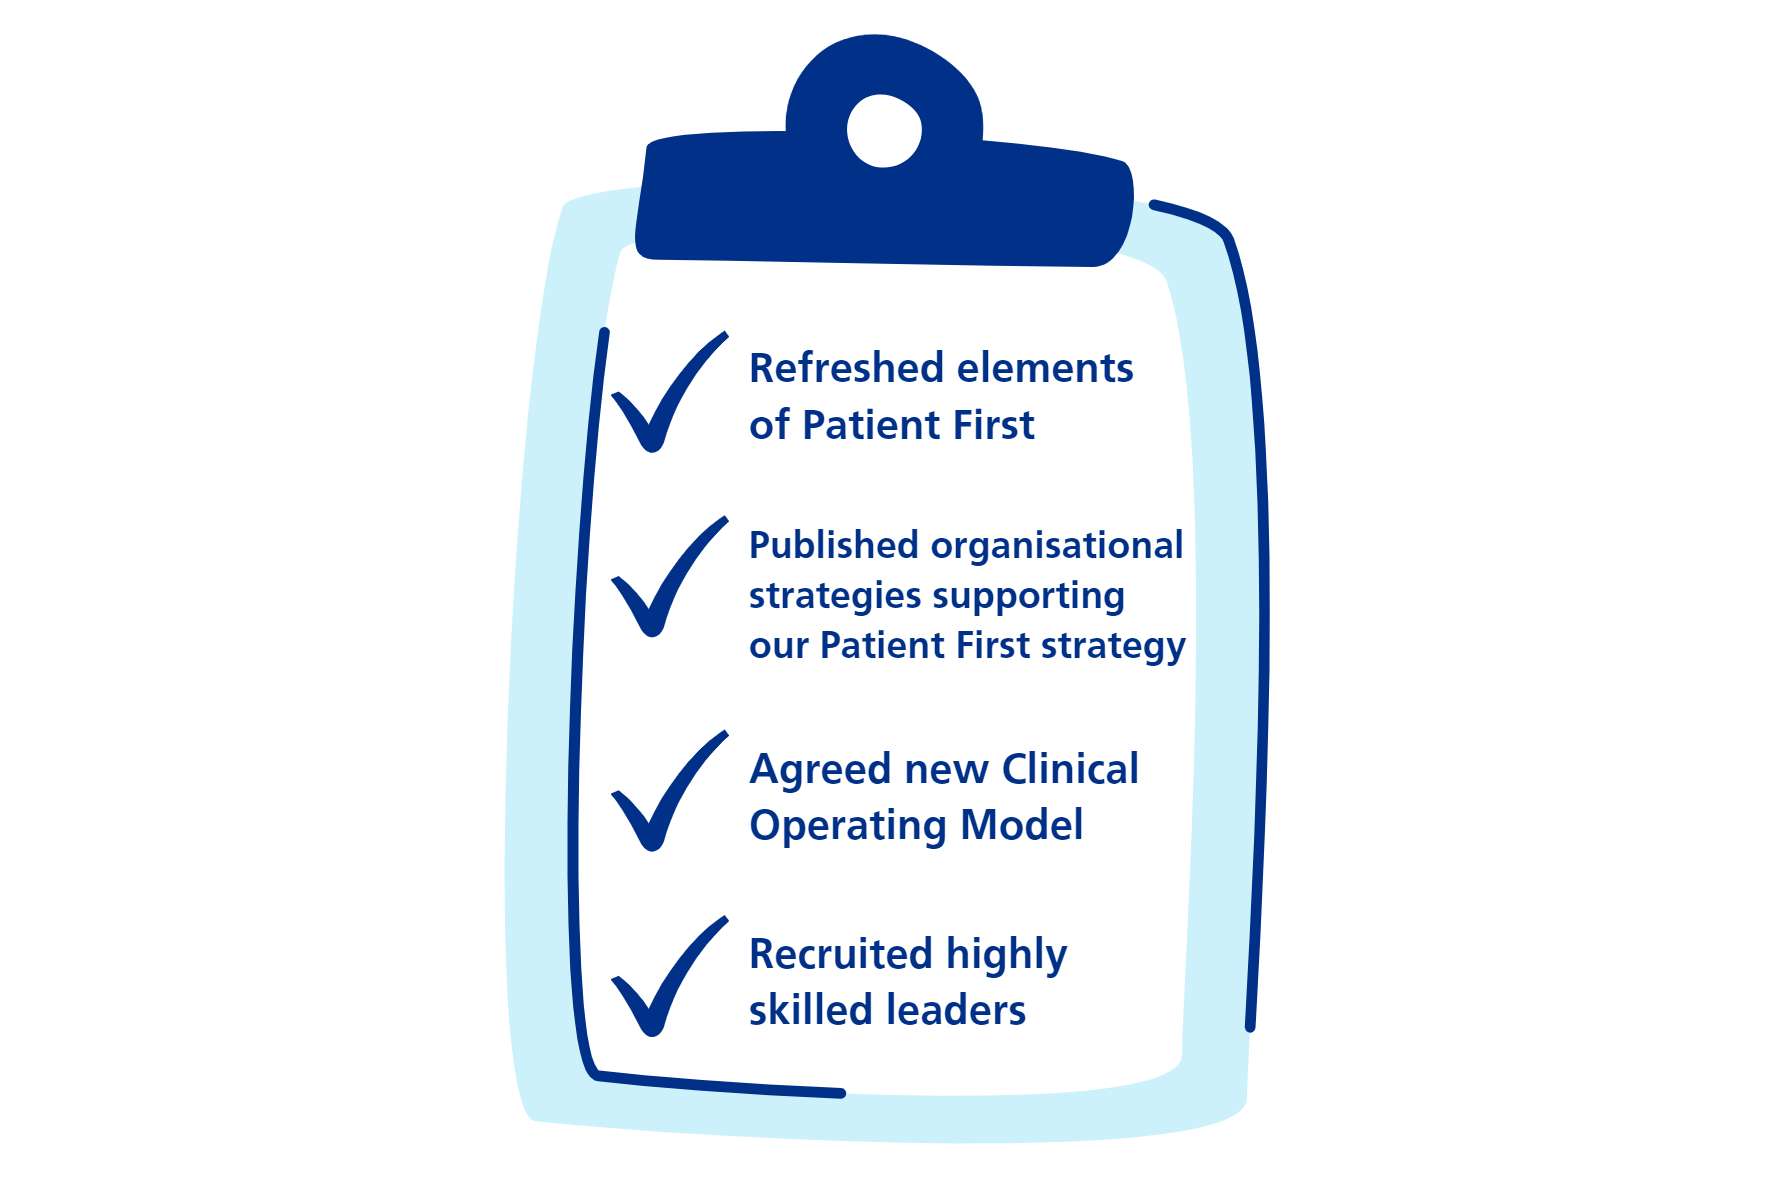 Refreshed elements
of Patient First
Published organisational
strategies supporting
our Patient First strategy
Agreed new Clinical
Operating Model
Recruited highly
skilled leaders